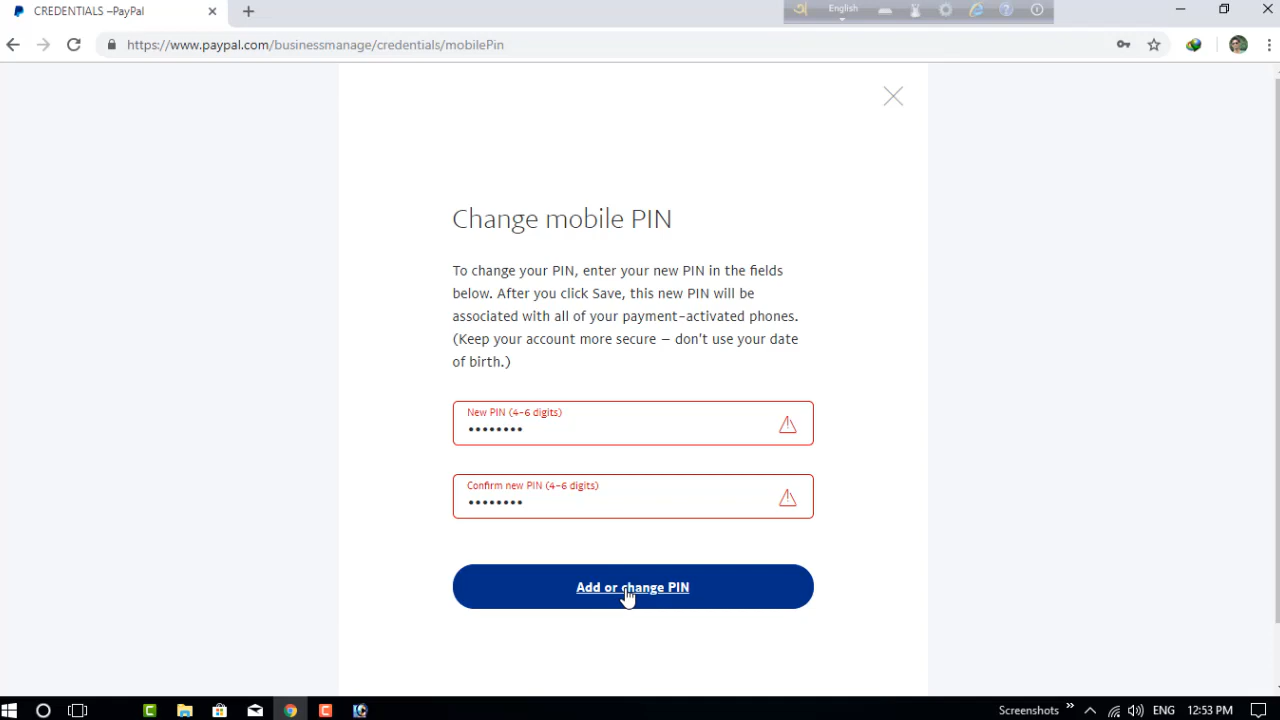 CREDENTIALS –PayPal
English
https://www.paypal.com/businessmanage/credentials/mobilePin
Change mobile PIN
To change your PIN, enter your new PIN in the fields
below. After you click Save, this new PIN will be
associated with all of your payment-activated phones.
(Keep your account more secure – don't use your date
of birth.)
New PIN (4-6 digits)
••••••••
Confirm new PIN (4-6 digits)
••••••••
Add or change PIN
Screenshots
ENG
12:53 PM